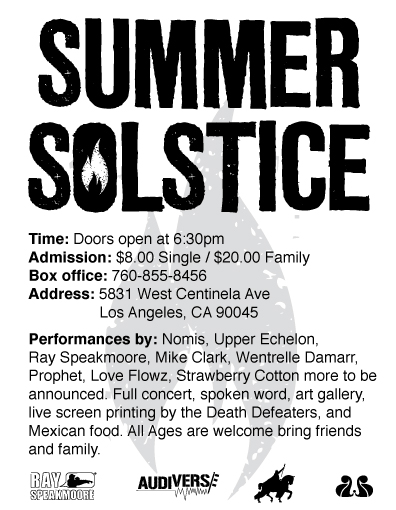 SUMMER
SOLSTICE
Time: Doors open at 6:30pm
Admission: $8.00 Single / $20.00 Family
Box office: 760-855-8456
Address: 5831 West Centinela Ave
Los Angeles, CA 90045
Performances by: Nomis, Upper Echelon,
Ray Speakmoore, Mike Clark, Wentrelle Damarr,
Prophet, Love Flowz, Strawberry Cotton more to be
announced. Full concert, spoken word, art gallery,
live screen printing by the Death Defeaters, and
Mexican food. All Ages are welcome bring friends
and family.
RAY
SPEAKMOORE
AUDIVERSE